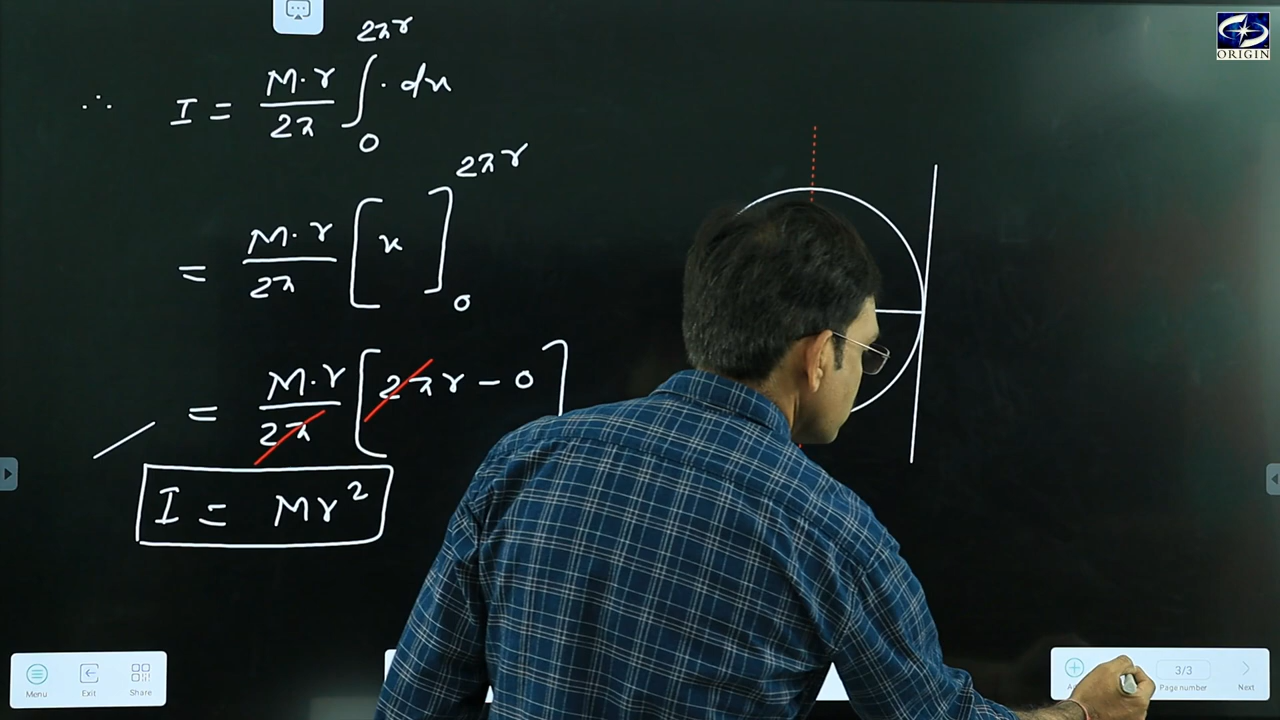 2πr
∴ I = M·r/2π ∫ · dx
0
= M·r/2π [x]
2πr
0
= M·r/2π [2πr - 0]
I = Mr²
ORIGIN
Menu
Exit
Share
3/3
Page number
Next